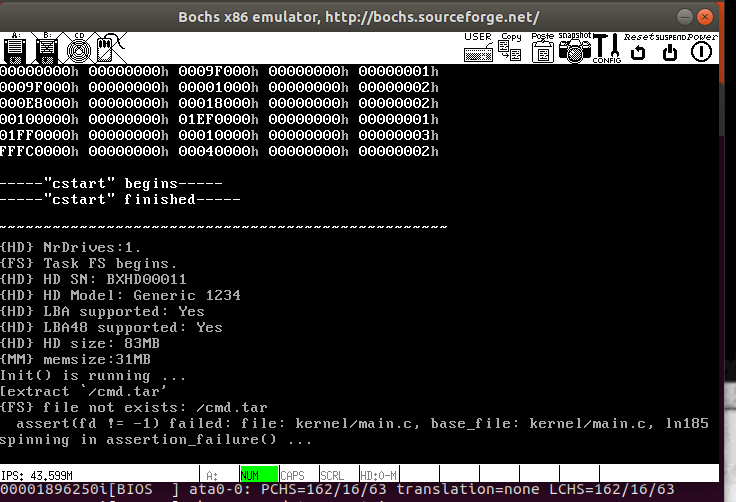 Bochs x86 emulator, http://bochs.sourceforge.net/
A: B: CD USER Copy Paste snapshot CONFIG Reset SUSPEND Power
00000000h 00000000h 0009F000h 00000000h 00000001h
0009F000h 00000000h 00001000h 00000000h 00000002h
000E8000h 00000000h 00018000h 00000000h 00000002h
00100000h 00000000h 01EF0000h 00000000h 00000001h
01FF0000h 00000000h 00010000h 00000000h 00000003h
FFFC0000h 00000000h 00040000h 00000000h 00000002h
-----"cstart" begins-----
-----"cstart" finished-----
~~~~~~~~~~~~~~~~~~~~~~~~~~~~~~~~~~~~~~~~~~~~~~~~~~~~~~~~
{HD} NrDrives:1.
{FS} Task FS begins.
{HD} HD SN: BXHD00011
{HD} HD Model: Generic 1234
{HD} LBA supported: Yes
{HD} LBA48 supported: Yes
{HD} HD size: 83MB
{MM} memsize:31MB
Init() is running ...
[extract `/cmd.tar'
{FS} file not exists: /cmd.tar
assert(fd != -1) failed: file: kernel/main.c, base_file: kernel/main.c, ln185
spinning in assertion_failure() ...
IPS: 43.599M A: NUM CAPS SCRL HD:0-M
00001896250i[BIOS ] ata0-0: PCHS=162/16/63 translation=none LCHS=162/16/63